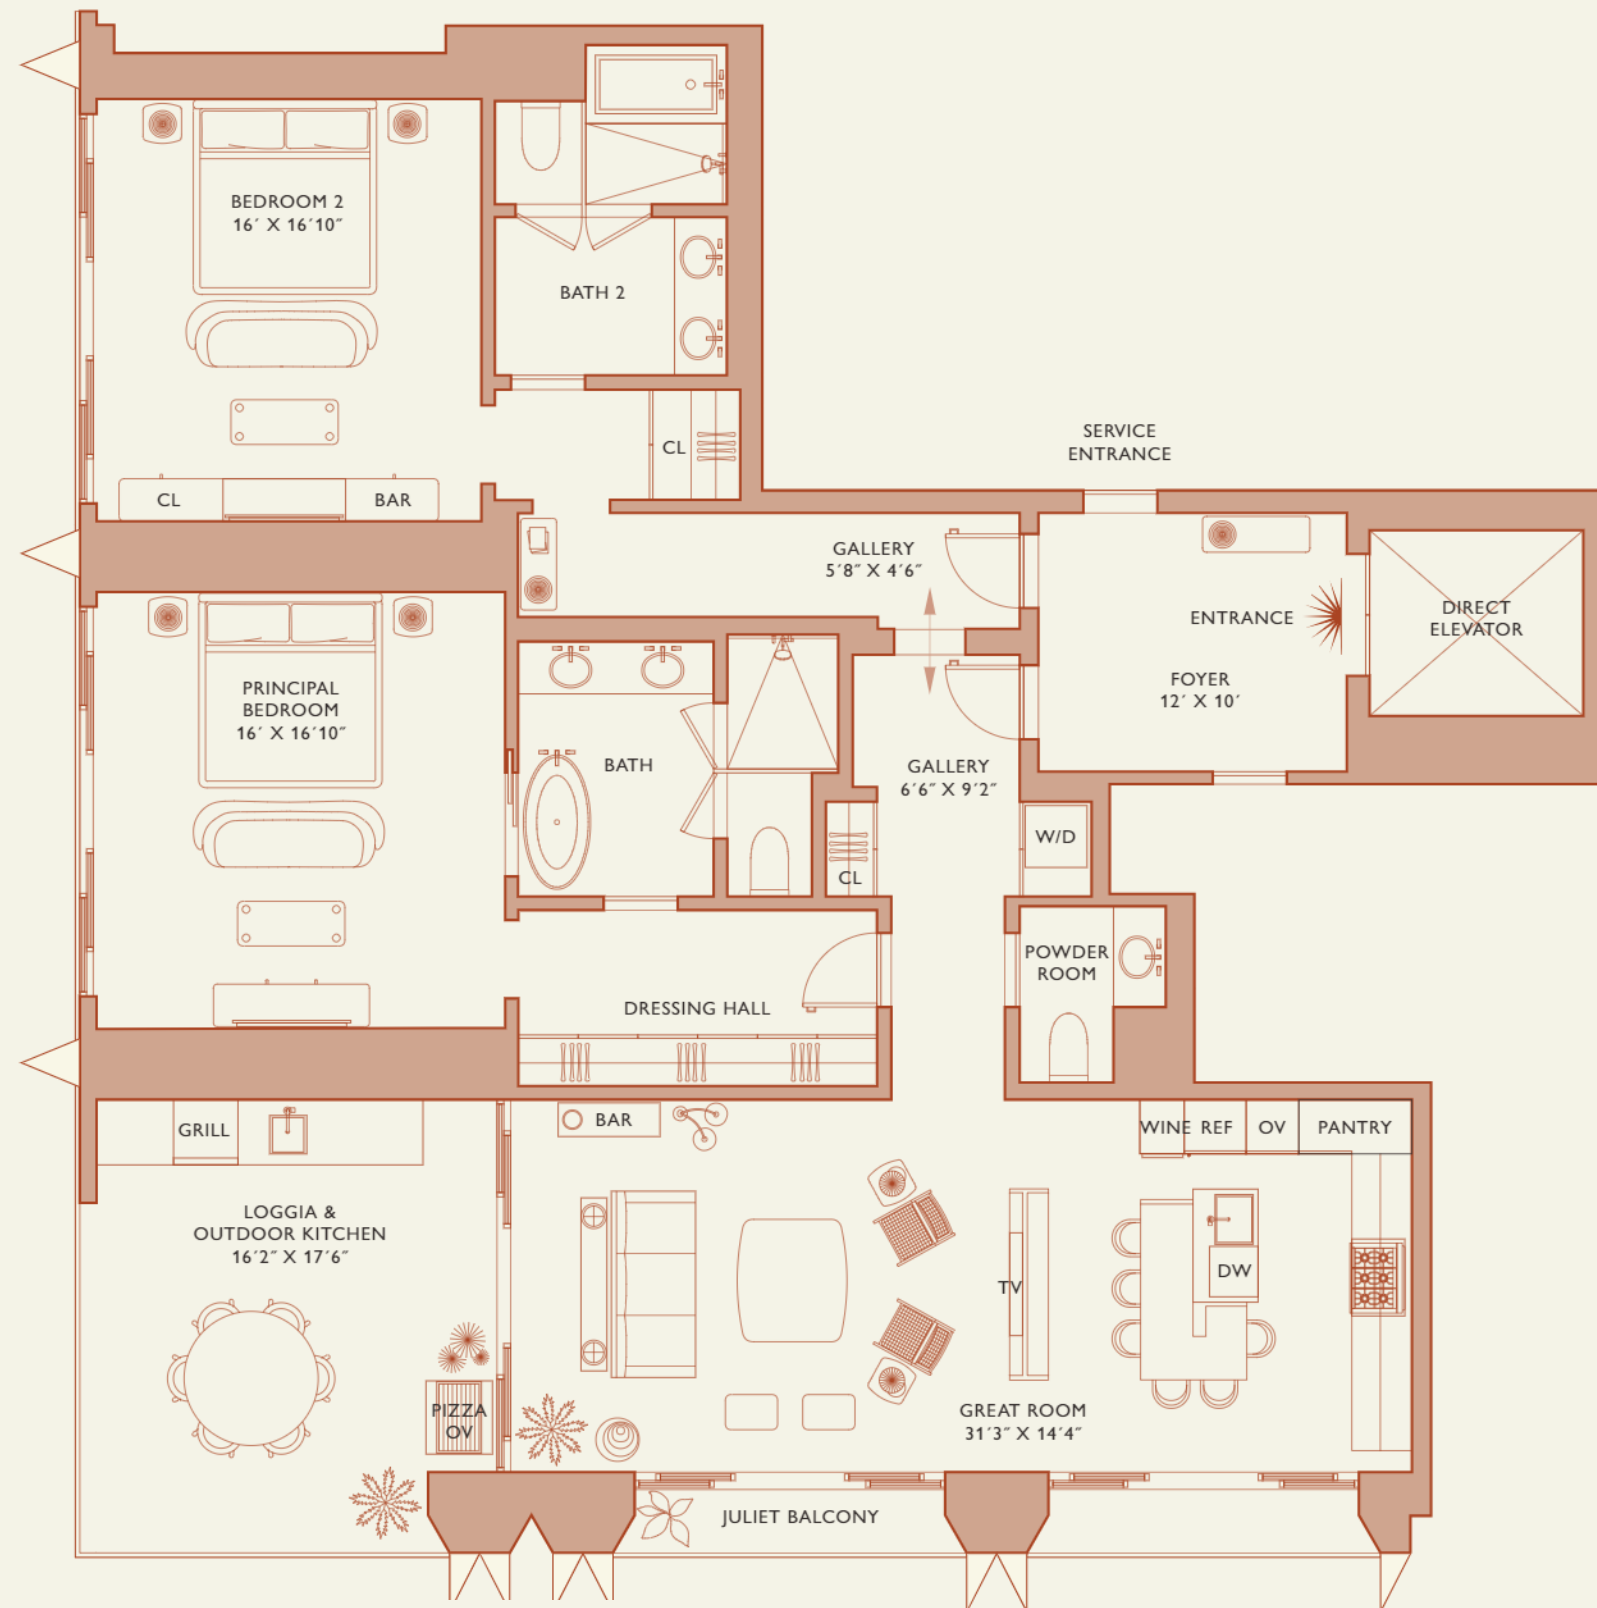 BEDROOM 2
16′ X 16′10″
BATH 2
CL
CL
BAR
SERVICE
ENTRANCE
GALLERY
5′8″ X 4′6″
ENTRANCE
DIRECT
ELEVATOR
FOYER
12′ X 10′
PRINCIPAL
BEDROOM
16′ X 16′10″
BATH
GALLERY
6′6″ X 9′2″
W/D
CL
POWDER
ROOM
DRESSING HALL
GRILL
BAR
WINE
REF
OV
PANTRY
LOGGIA &
OUTDOOR KITCHEN
16′2″ X 17′6″
TV
DW
PIZZA
OV
GREAT ROOM
31′3″ X 14′4″
JULIET BALCONY